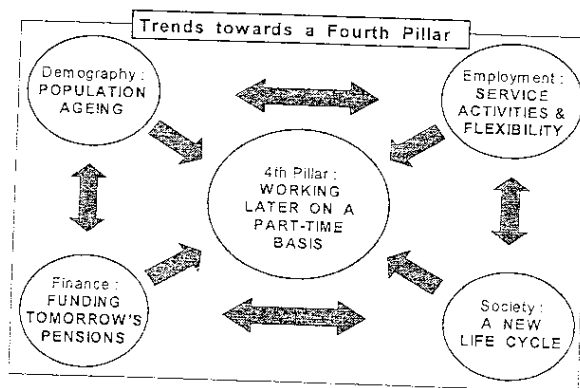 Trends towards a Fourth Pillar
Demography :
POPULATION
AGEING
Employment :
SERVICE
ACTIVITIES &
FLEXIBILITY
4th Pillar :
WORKING
LATER ON A
PART-TIME
BASIS
Finance :
FUNDING
TOMORROW'S
PENSIONS
Society :
A NEW
LIFE CYCLE